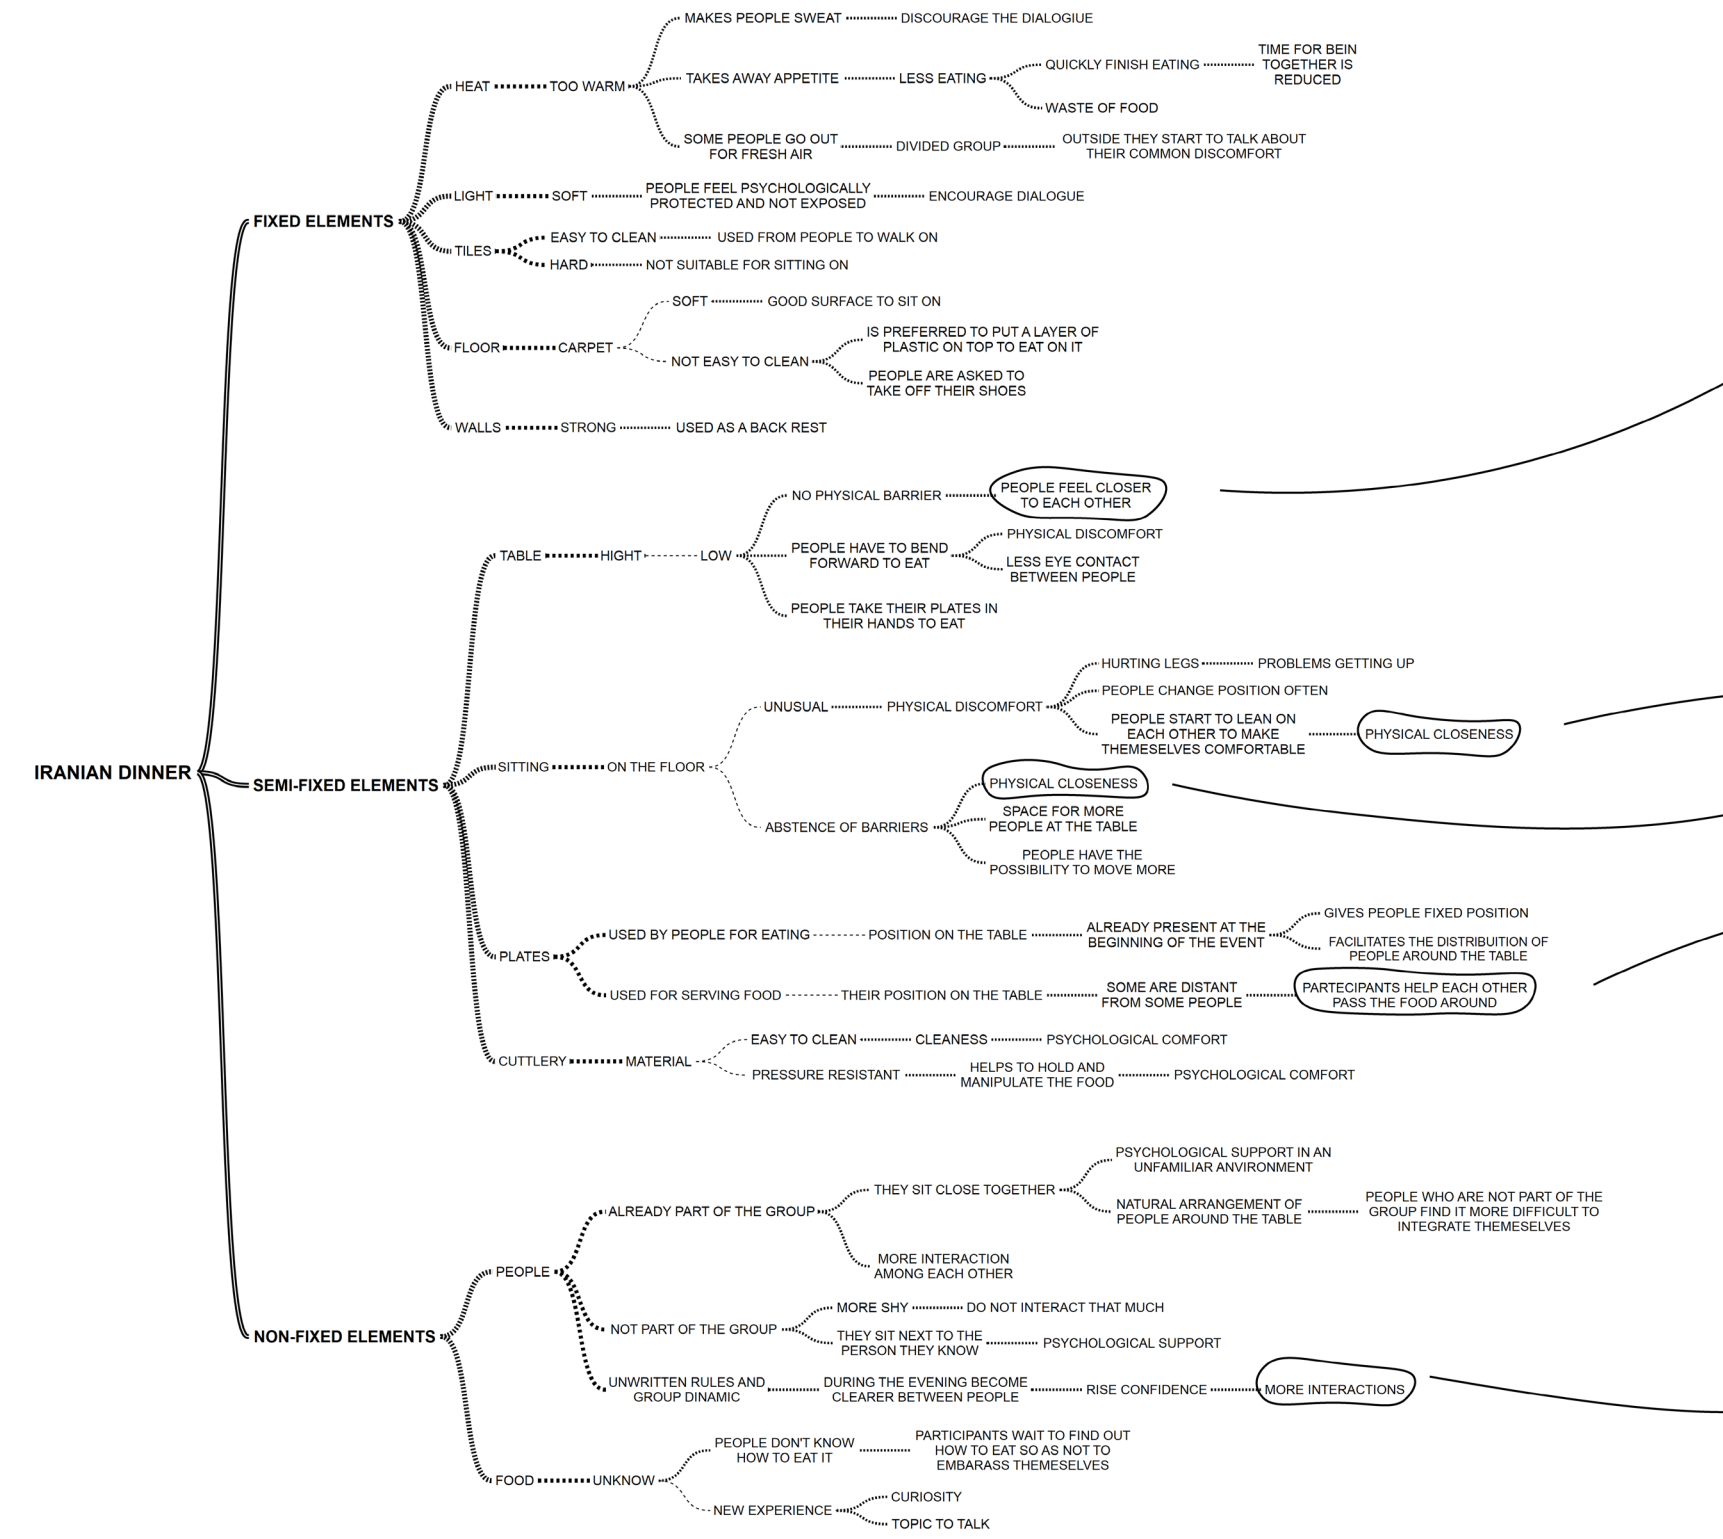 MAKES PEOPLE SWEAT
DISCOURAGE THE DIALOGIUE
TIME FOR BEIN
TOGETHER IS
REDUCED
QUICKLY FINISH EATING
HEAT
TOO WARM
TAKES AWAY APPETITE
LESS EATING
WASTE OF FOOD
SOME PEOPLE GO OUT
FOR FRESH AIR
DIVIDED GROUP
OUTSIDE THEY START TO TALK ABOUT
THEIR COMMON DISCOMFORT
LIGHT
SOFT
PEOPLE FEEL PSYCHOLOGICALLY
PROTECTED AND NOT EXPOSED
ENCOURAGE DIALOGUE
FIXED ELEMENTS
TILES
EASY TO CLEAN
USED FROM PEOPLE TO WALK ON
HARD
NOT SUITABLE FOR SITTING ON
SOFT
GOOD SURFACE TO SIT ON
FLOOR
CARPET
NOT EASY TO CLEAN
IS PREFERRED TO PUT A LAYER OF
PLASTIC ON TOP TO EAT ON IT
PEOPLE ARE ASKED TO
TAKE OFF THEIR SHOES
WALLS
STRONG
USED AS A BACK REST
NO PHYSICAL BARRIER
PEOPLE FEEL CLOSER
TO EACH OTHER
TABLE
HIGHT
LOW
PEOPLE HAVE TO BEND
FORWARD TO EAT
PHYSICAL DISCOMFORT
LESS EYE CONTACT
BETWEEN PEOPLE
PEOPLE TAKE THEIR PLATES IN
THEIR HANDS TO EAT
HURTING LEGS
PROBLEMS GETTING UP
UNUSUAL
PHYSICAL DISCOMFORT
PEOPLE CHANGE POSITION OFTEN
PEOPLE START TO LEAN ON
EACH OTHER TO MAKE
THEMESELVES COMFORTABLE
PHYSICAL CLOSENESS
IRANIAN DINNER
SEMI-FIXED ELEMENTS
SITTING
ON THE FLOOR
PHYSICAL CLOSENESS
ABSTENCE OF BARRIERS
SPACE FOR MORE
PEOPLE AT THE TABLE
PEOPLE HAVE THE
POSSIBILITY TO MOVE MORE
PLATES
USED BY PEOPLE FOR EATING
POSITION ON THE TABLE
ALREADY PRESENT AT THE
BEGINNING OF THE EVENT
GIVES PEOPLE FIXED POSITION
FACILITATES THE DISTRIBUITION OF
PEOPLE AROUND THE TABLE
USED FOR SERVING FOOD
THEIR POSITION ON THE TABLE
SOME ARE DISTANT
FROM SOME PEOPLE
PARTECIPANTS HELP EACH OTHER
PASS THE FOOD AROUND
CUTTLERY
MATERIAL
EASY TO CLEAN
CLEANESS
PSYCHOLOGICAL COMFORT
PRESSURE RESISTANT
HELPS TO HOLD AND
MANIPULATE THE FOOD
PSYCHOLOGICAL COMFORT
PSYCHOLOGICAL SUPPORT IN AN
UNFAMILIAR ANVIRONMENT
ALREADY PART OF THE GROUP
THEY SIT CLOSE TOGETHER
NATURAL ARRANGEMENT OF
PEOPLE AROUND THE TABLE
PEOPLE WHO ARE NOT PART OF THE
GROUP FIND IT MORE DIFFICULT TO
INTEGRATE THEMESELVES
MORE INTERACTION
AMONG EACH OTHER
PEOPLE
NON-FIXED ELEMENTS
NOT PART OF THE GROUP
MORE SHY
DO NOT INTERACT THAT MUCH
THEY SIT NEXT TO THE
PERSON THEY KNOW
PSYCHOLOGICAL SUPPORT
UNWRITTEN RULES AND
GROUP DINAMIC
DURING THE EVENING BECOME
CLEARER BETWEEN PEOPLE
RISE CONFIDENCE
MORE INTERACTIONS
FOOD
UNKNOW
PEOPLE DON'T KNOW
HOW TO EAT IT
PARTICIPANTS WAIT TO FIND OUT
HOW TO EAT SO AS NOT TO
EMBARASS THEMESELVES
NEW EXPERIENCE
CURIOSITY
TOPIC TO TALK